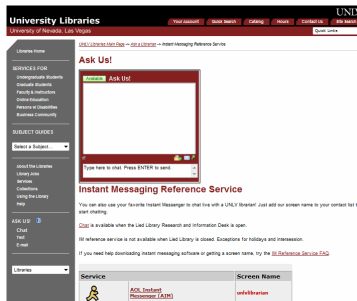 University Libraries
UNLV
Your Account
Quick Search
Catalog
Hours
Contact Us
Site Search
University of Nevada, Las Vegas
Quick Links
Libraries Home
UNLV Libraries Main Page -> Ask a Librarian -> Instant Messaging Reference Service
Ask Us!
SERVICES FOR
Undergraduate Students
Graduate Students
Faculty & Instructors
Online Education
Persons w/ Disabilities
Business Community
SUBJECT GUIDES
Select a Subject...
About the Libraries
Library Jobs
Services
Collections
Using the Library
Help
ASK US!
Chat
Text
E-mail
Libraries
Available
Ask Us!
Type here to chat. Press ENTER to send.
Instant Messaging Reference Service
You can also use your favorite Instant Messenger to chat live with a UNLV librarian! Just add our screen name to your contact list
start chatting.
Chat is available when the Lied Library Research and Information Desk is open.
IM reference service is not available when Lied Library is closed. Exceptions for holidays and intersession.
If you need help downloading instant messaging software or getting a screen name, try the IM Reference Service FAQ
Service
Screen Name
AOL Instant
Messenger (AIM)
unlvlibrarian